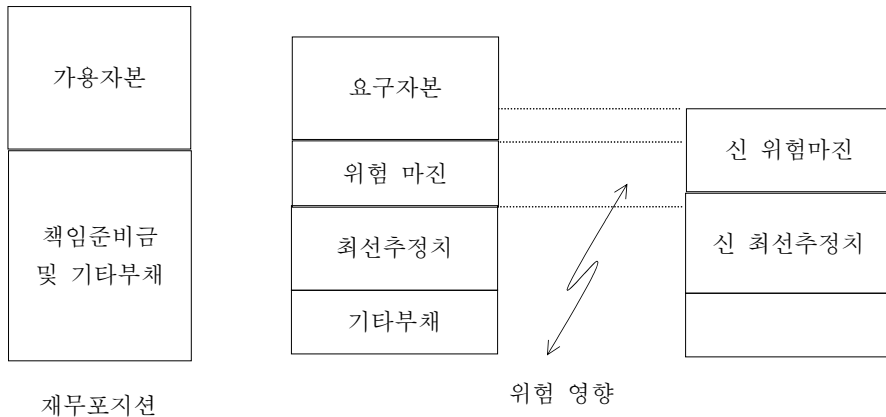 가용자본
책임준비금
및 기타부채
재무포지션
요구자본
위험 마진
최선추정치
기타부채
위험 영향
신 위험마진
신 최선추정치